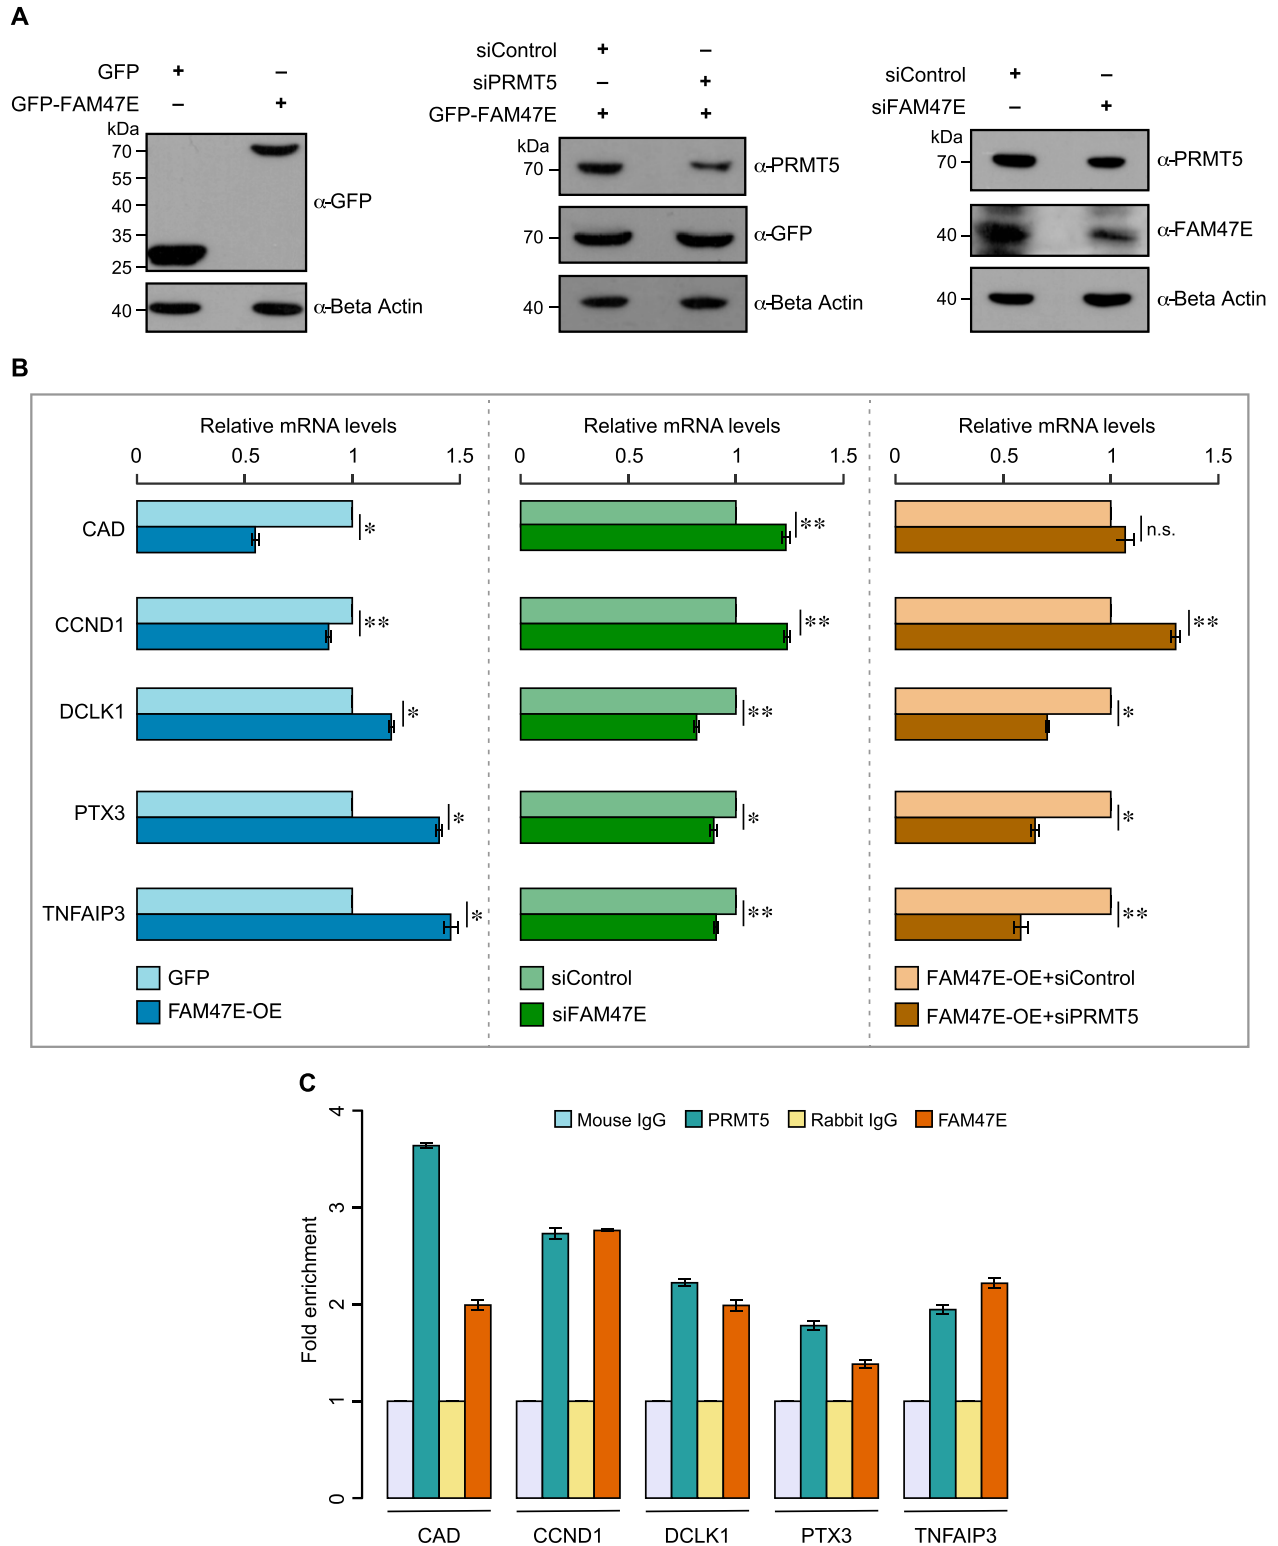 A
GFP + –
GFP-FAM47E – +
kDa
70
55
40
35
25
α-GFP
40
α-Beta Actin
siControl + –
siPRMT5 – +
GFP-FAM47E + +
kDa
70
α-PRMT5
70
α-GFP
40
α-Beta Actin
siControl + –
siFAM47E – +
kDa
70
α-PRMT5
40
α-FAM47E
40
α-Beta Actin
B
Relative mRNA levels Relative mRNA levels Relative mRNA levels
0 0.5 1 1.5 0 0.5 1 1.5 0 0.5 1 1.5
CAD * ** n.s.
CCND1 ** ** **
DCLK1 * ** *
PTX3 * * *
TNFAIP3 * ** **
GFP siControl FAM47E-OE+siControl
FAM47E-OE siFAM47E FAM47E-OE+siPRMT5
C
Mouse IgG PRMT5 Rabbit IgG FAM47E
Fold enrichment
4
3
2
1
0
CAD CCND1 DCLK1 PTX3 TNFAIP3